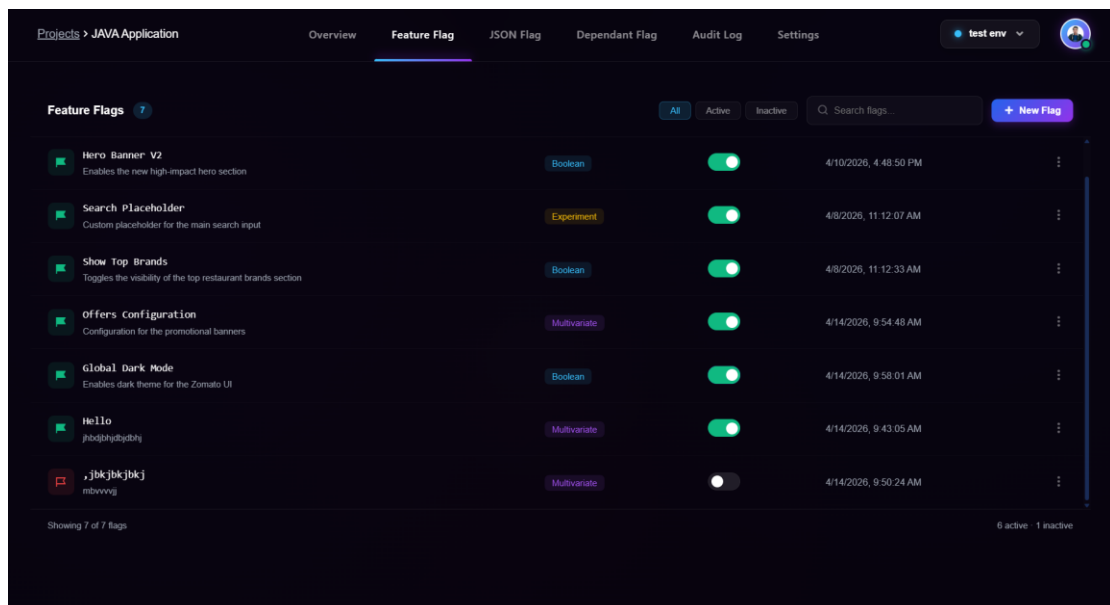 Projects > JAVA Application
Overview
Feature Flag
JSON Flag
Dependant Flag
Audit Log
Settings
test env
Feature Flags 7
All
Active
Inactive
Search flags...
+ New Flag
Hero Banner V2
Enables the new high-impact hero section
Boolean
4/10/2026, 4:48:50 PM
Search Placeholder
Custom placeholder for the main search input
Experiment
4/8/2026, 11:12:07 AM
Show Top Brands
Toggles the visibility of the top restaurant brands section
Boolean
4/8/2026, 11:12:33 AM
Offers Configuration
Configuration for the promotional banners
Multivariate
4/14/2026, 9:54:48 AM
Global Dark Mode
Enables dark theme for the Zomato UI
Boolean
4/14/2026, 9:58:01 AM
Hello
jhbdjbhjdbjdbhj
Multivariate
4/14/2026, 9:43:05 AM
,jbkjbkjbkj
mbvvvvjj
Multivariate
4/14/2026, 9:50:24 AM
Showing 7 of 7 flags
6 active · 1 inactive